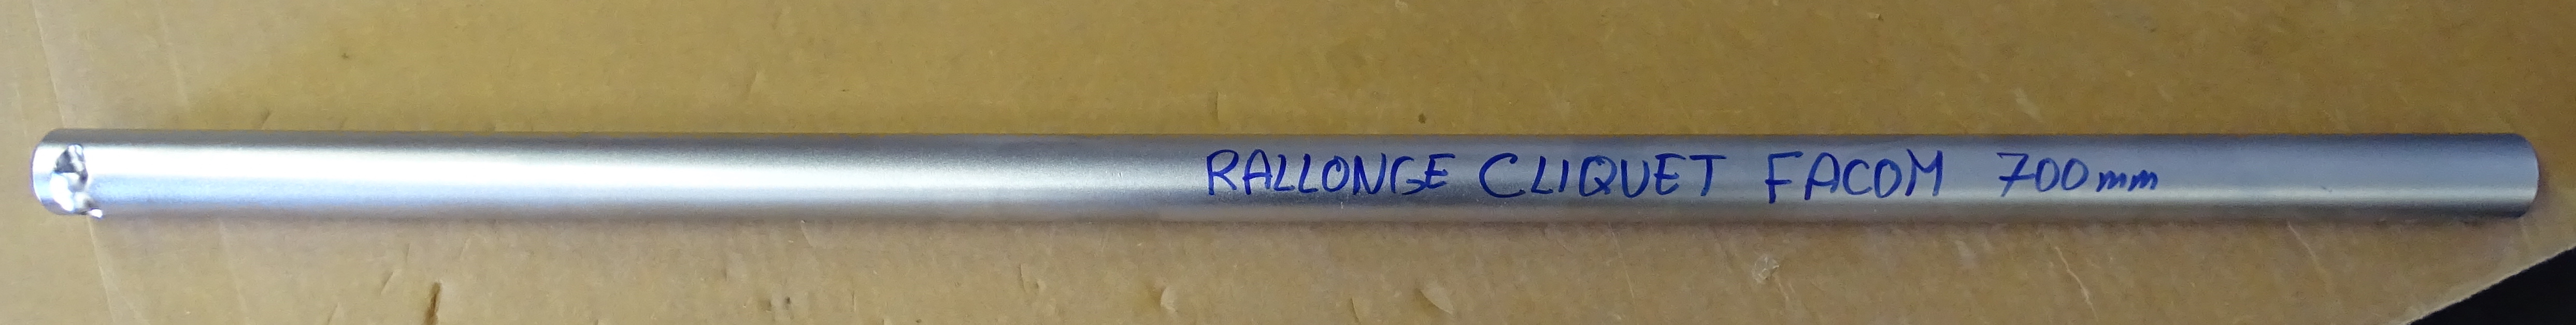 RALLONGE CLIQUET FACOM 700mm